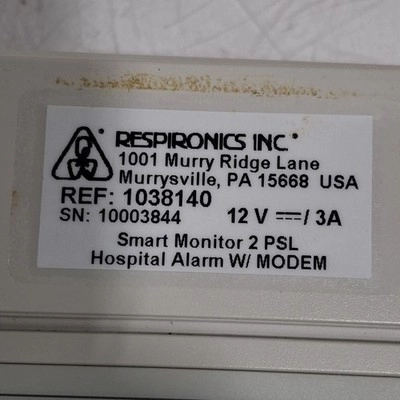 RESPIRONICS INC.®
1001 Murry Ridge Lane
Murrysville, PA 15668 USA
REF: 1038140
SN: 10003844 12 V ⎓/ 3A
Smart Monitor 2 PSL
Hospital Alarm W/ MODEM